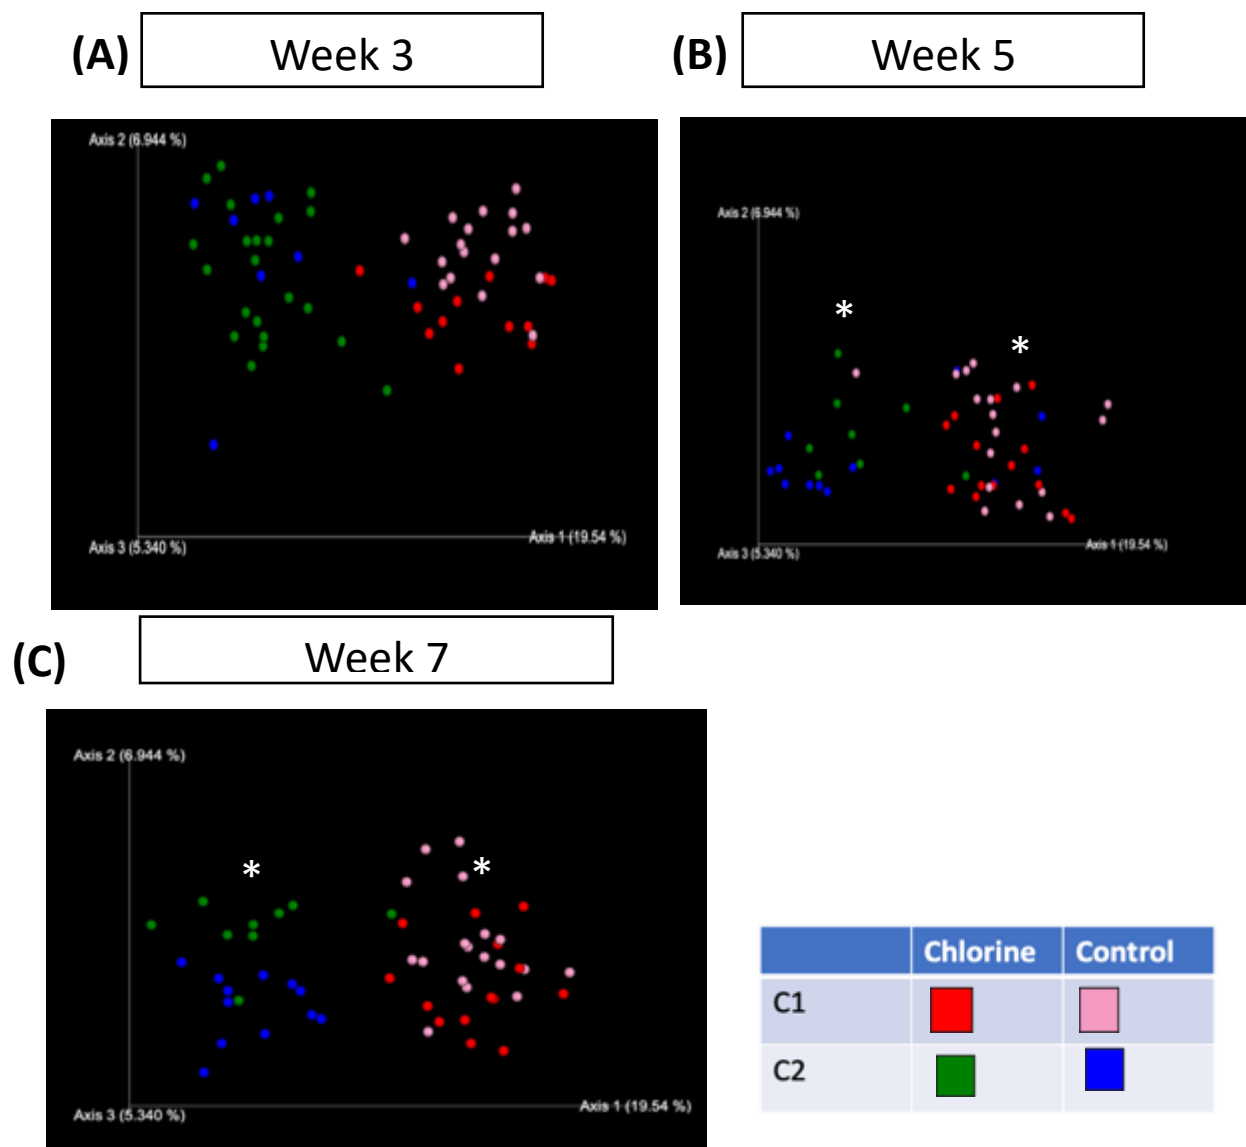 (A) Week 3
(B) Week 5
Axis 2 (6.944 %)
Axis 3 (5.340 %)
Axis 1 (19.54 %)
Axis 2 (6.944 %)
*
*
Axis 3 (5.340 %)
Axis 1 (19.54 %)
(C) Week 7
Axis 2 (6.944 %)
*
*
Axis 3 (5.340 %)
Axis 1 (19.54 %)
Chlorine Control
C1
C2